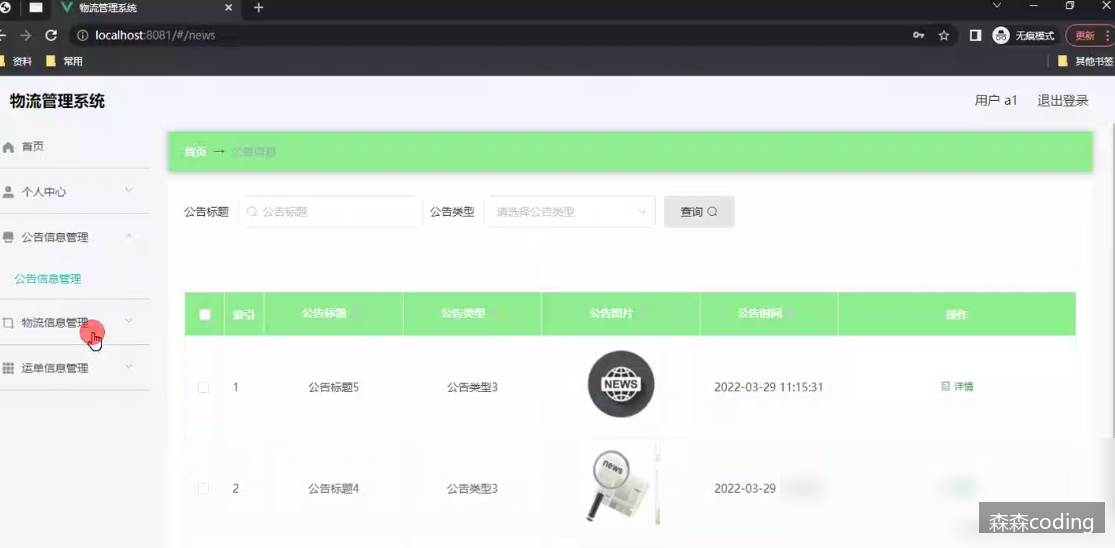 物流管理系统
localhost:8081/#/news
无痕模式
更新
资料
常用
其他书签
物流管理系统
用户 a1
退出登录
首页
个人中心
公告信息管理
公告信息管理
物流信息管理
运单信息管理
首页 → 公告信息
公告标题
公告标题
公告类型
请选择公告类型
查询
索引 公告标题 公告类型 公告图片 公告时间 操作
1 公告标题5 公告类型3 NEWS 2022-03-29 11:15:31 详情
2 公告标题4 公告类型3 news 2022-03-29
森森coding